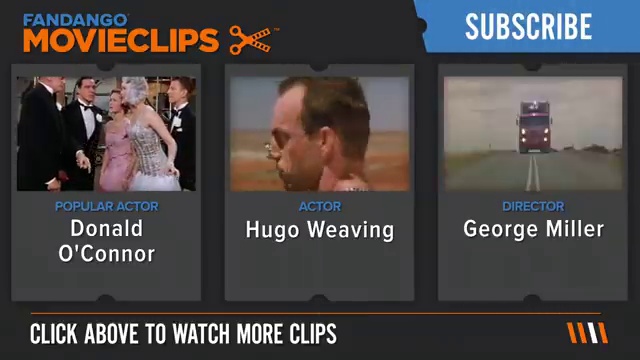 FANDANGO
MOVIECLIPS
SUBSCRIBE
POPULAR ACTOR
Donald
O'Connor
ACTOR
Hugo Weaving
DIRECTOR
George Miller
CLICK ABOVE TO WATCH MORE CLIPS